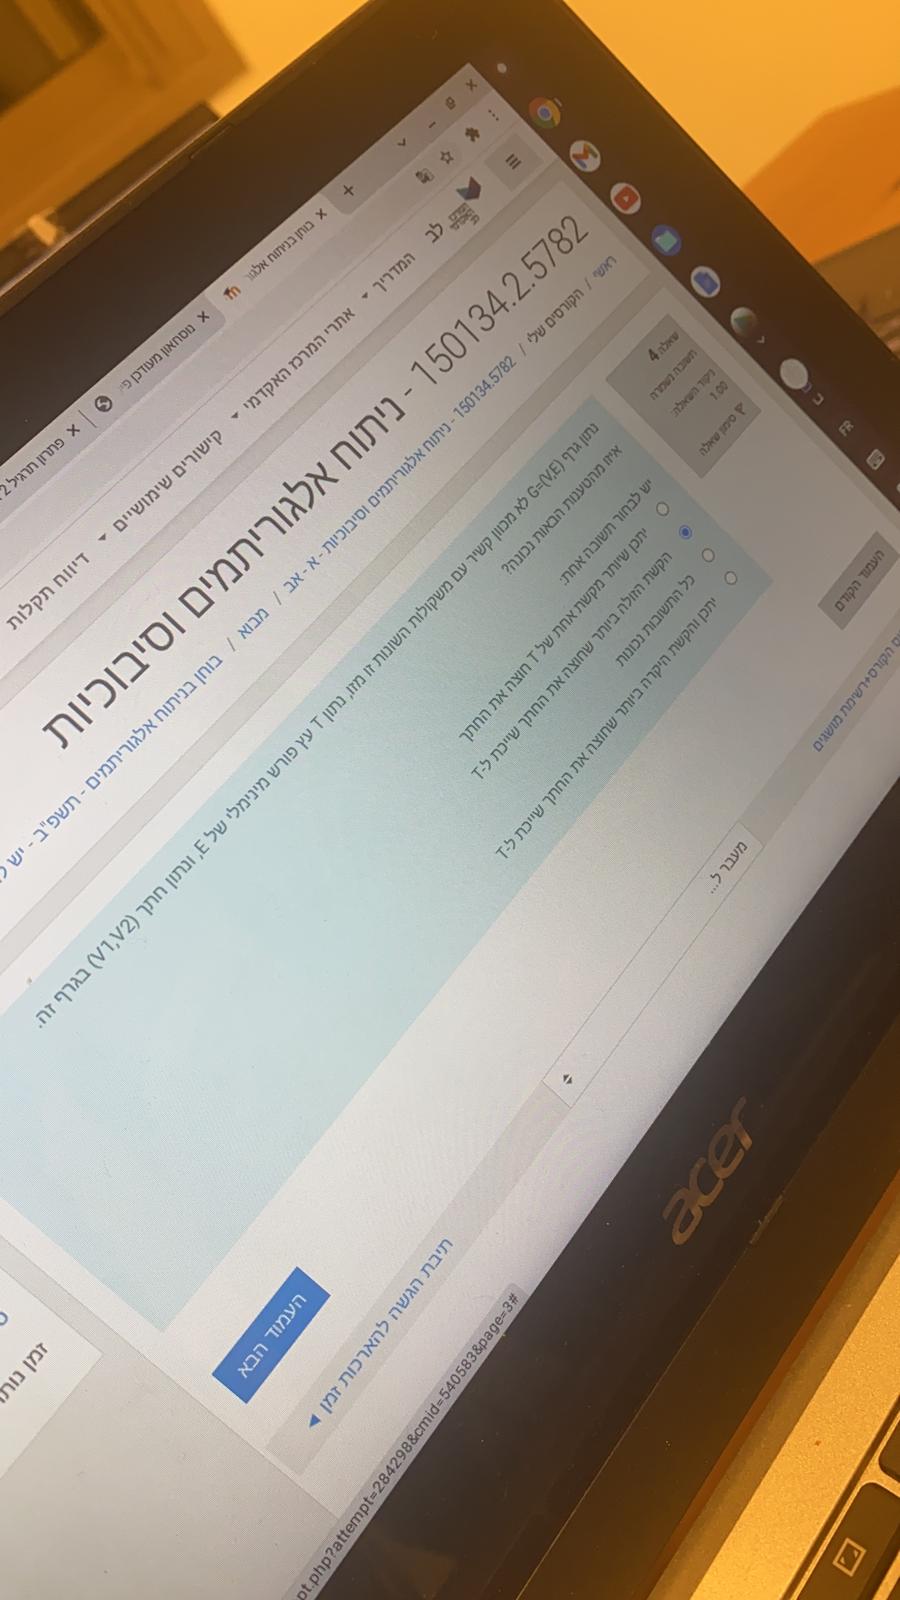 בוחן בניתוח אלגור
נוסחאון מעודכן פי
פתרון תרגיל 2
לב
המדריך
אתרי המרכז האקדמי
קישורים שימושיים
דיווח תקלות
150134.2.5782 - ניתוח אלגוריתמים וסיבוכיות
ראשי / הקורסים שלי / 150134.5782 - ניתוח אלגוריתמים וסיבוכיות - א - אב / מבוא / בוחן בניתוח אלגוריתמים - תשפ"ב - יש
שאלה 4
תשובה נשמרה
ניקוד השאלה:
1.00
סימון שאלה
נתון גרף G=(V,E) לא מכוון קשיר עם משקולות השונות זו מזו, נתון T עץ פורש מינימלי של E, ונתון חתך (V1,V2) בגרף זה.
איזו מהטענות הבאות נכונה?
יש לבחור תשובה אחת:
יתכן שיותר מקשת אחת של T חוצה את החתך
הקשת הזולה ביותר שחוצה את החתך שייכת ל-T
כל התשובות נכונות
יתכן והקשת היקרה ביותר שחוצה את החתך שייכת ל-T
העמוד הקודם
העמוד הבא
הקורס+רשימת מושגים
מעבר ל...
תיבת הגשה להארכות זמן
זמן נותר
pt.php?attempt=284298&cmid=540583&page=3#
FR
acer